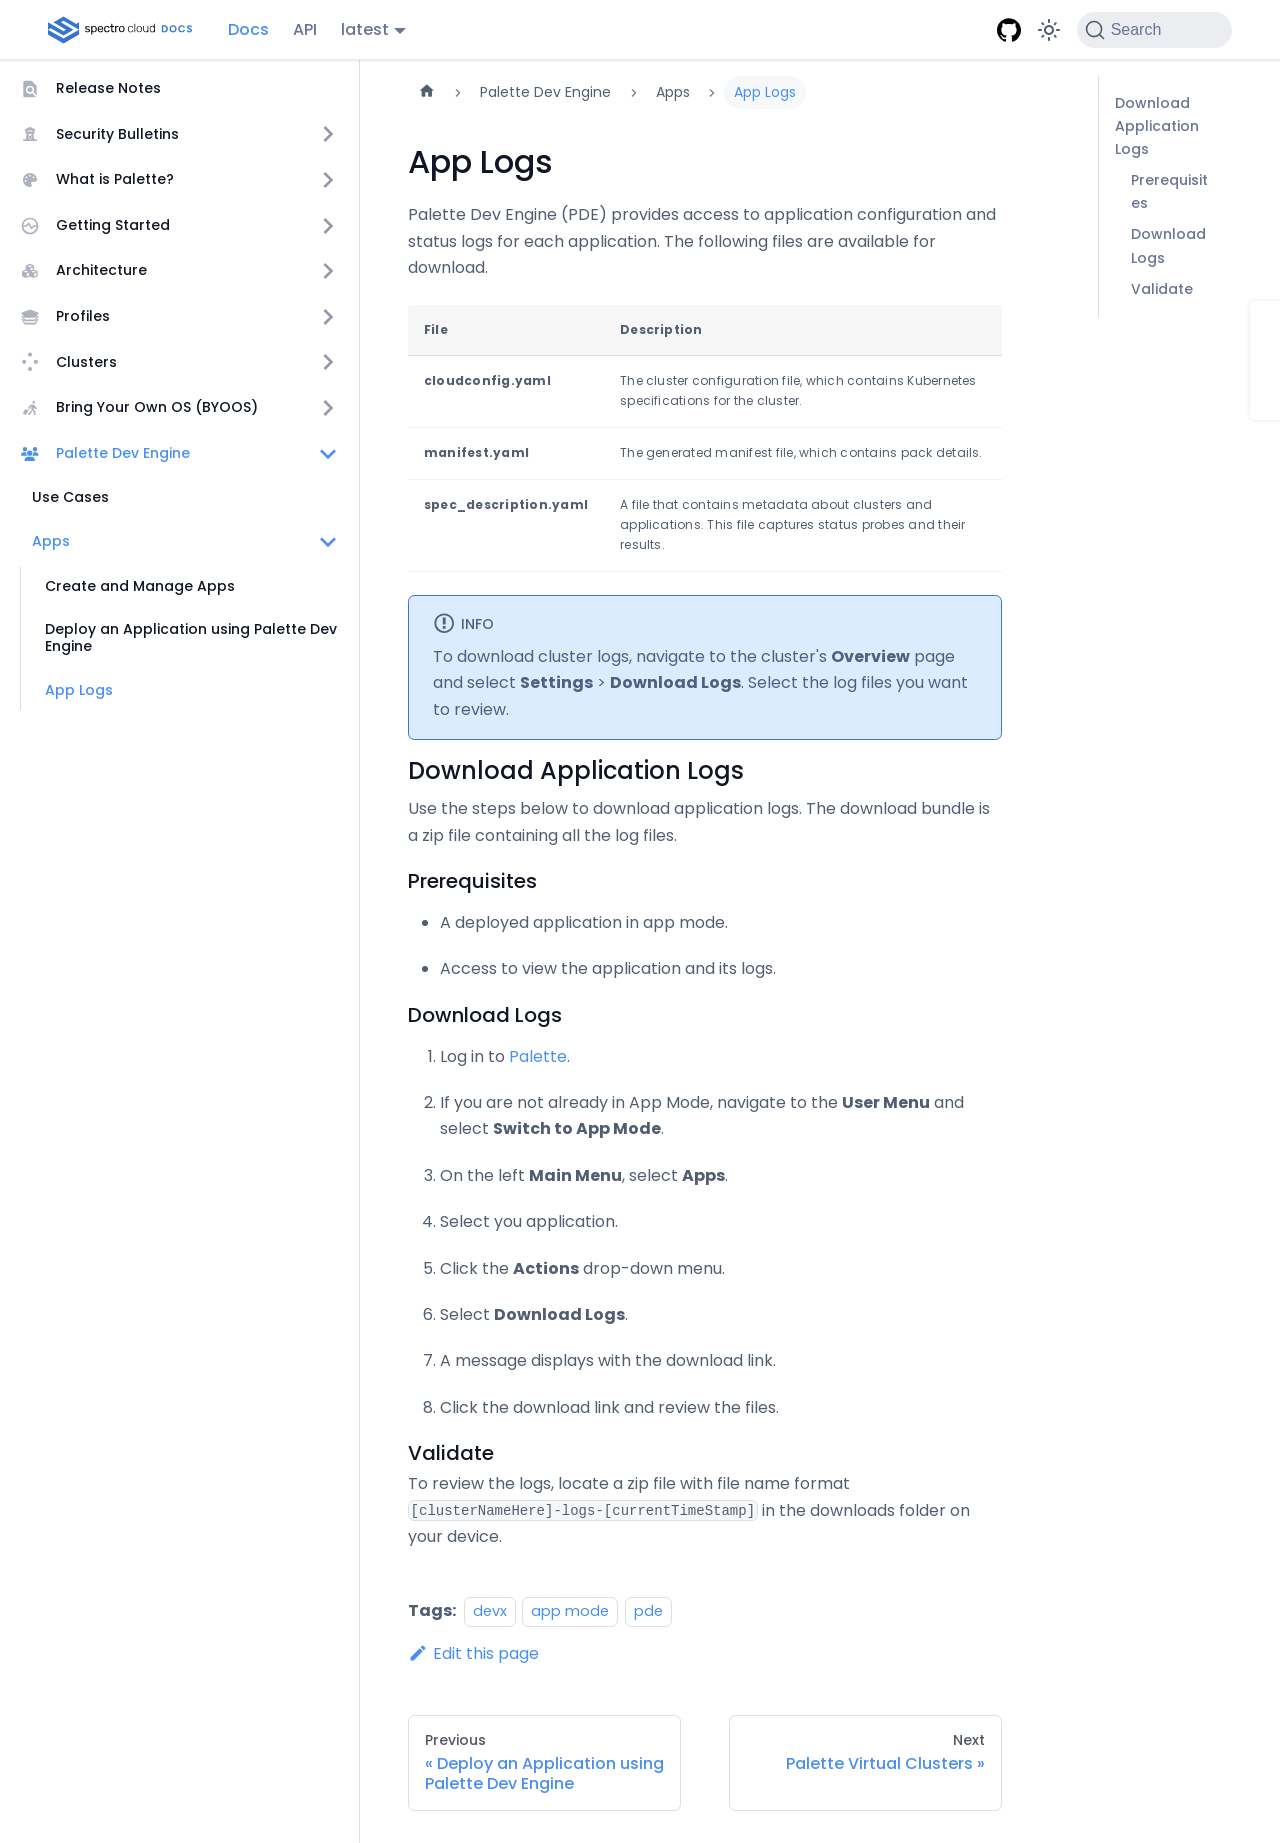 spectro cloud DOCS
Docs
API
latest
Search
Release Notes
Security Bulletins
What is Palette?
Getting Started
Architecture
Profiles
Clusters
Bring Your Own OS (BYOOS)
Palette Dev Engine
Use Cases
Apps
Create and Manage Apps
Deploy an Application using Palette Dev
Engine
App Logs
Palette Dev Engine
Apps
App Logs
App Logs
Palette Dev Engine (PDE) provides access to application configuration and
status logs for each application. The following files are available for
download.
File Description
cloudconfig.yaml The cluster configuration file, which contains Kubernetes
specifications for the cluster.
manifest.yaml The generated manifest file, which contains pack details.
spec_description.yaml A file that contains metadata about clusters and
applications. This file captures status probes and their
results.
INFO
To download cluster logs, navigate to the cluster's Overview page
and select Settings > Download Logs. Select the log files you want
to review.
Download Application Logs
Use the steps below to download application logs. The download bundle is
a zip file containing all the log files.
Prerequisites
• A deployed application in app mode.
• Access to view the application and its logs.
Download Logs
1. Log in to Palette.
2. If you are not already in App Mode, navigate to the User Menu and
select Switch to App Mode.
3. On the left Main Menu, select Apps.
4. Select you application.
5. Click the Actions drop-down menu.
6. Select Download Logs.
7. A message displays with the download link.
8. Click the download link and review the files.
Validate
To review the logs, locate a zip file with file name format
[clusterNameHere]-logs-[currentTimeStamp] in the downloads folder on
your device.
Tags: devx app mode pde
Edit this page
Previous
« Deploy an Application using
Palette Dev Engine
Next
Palette Virtual Clusters »
Download
Application
Logs
Prerequisit
es
Download
Logs
Validate